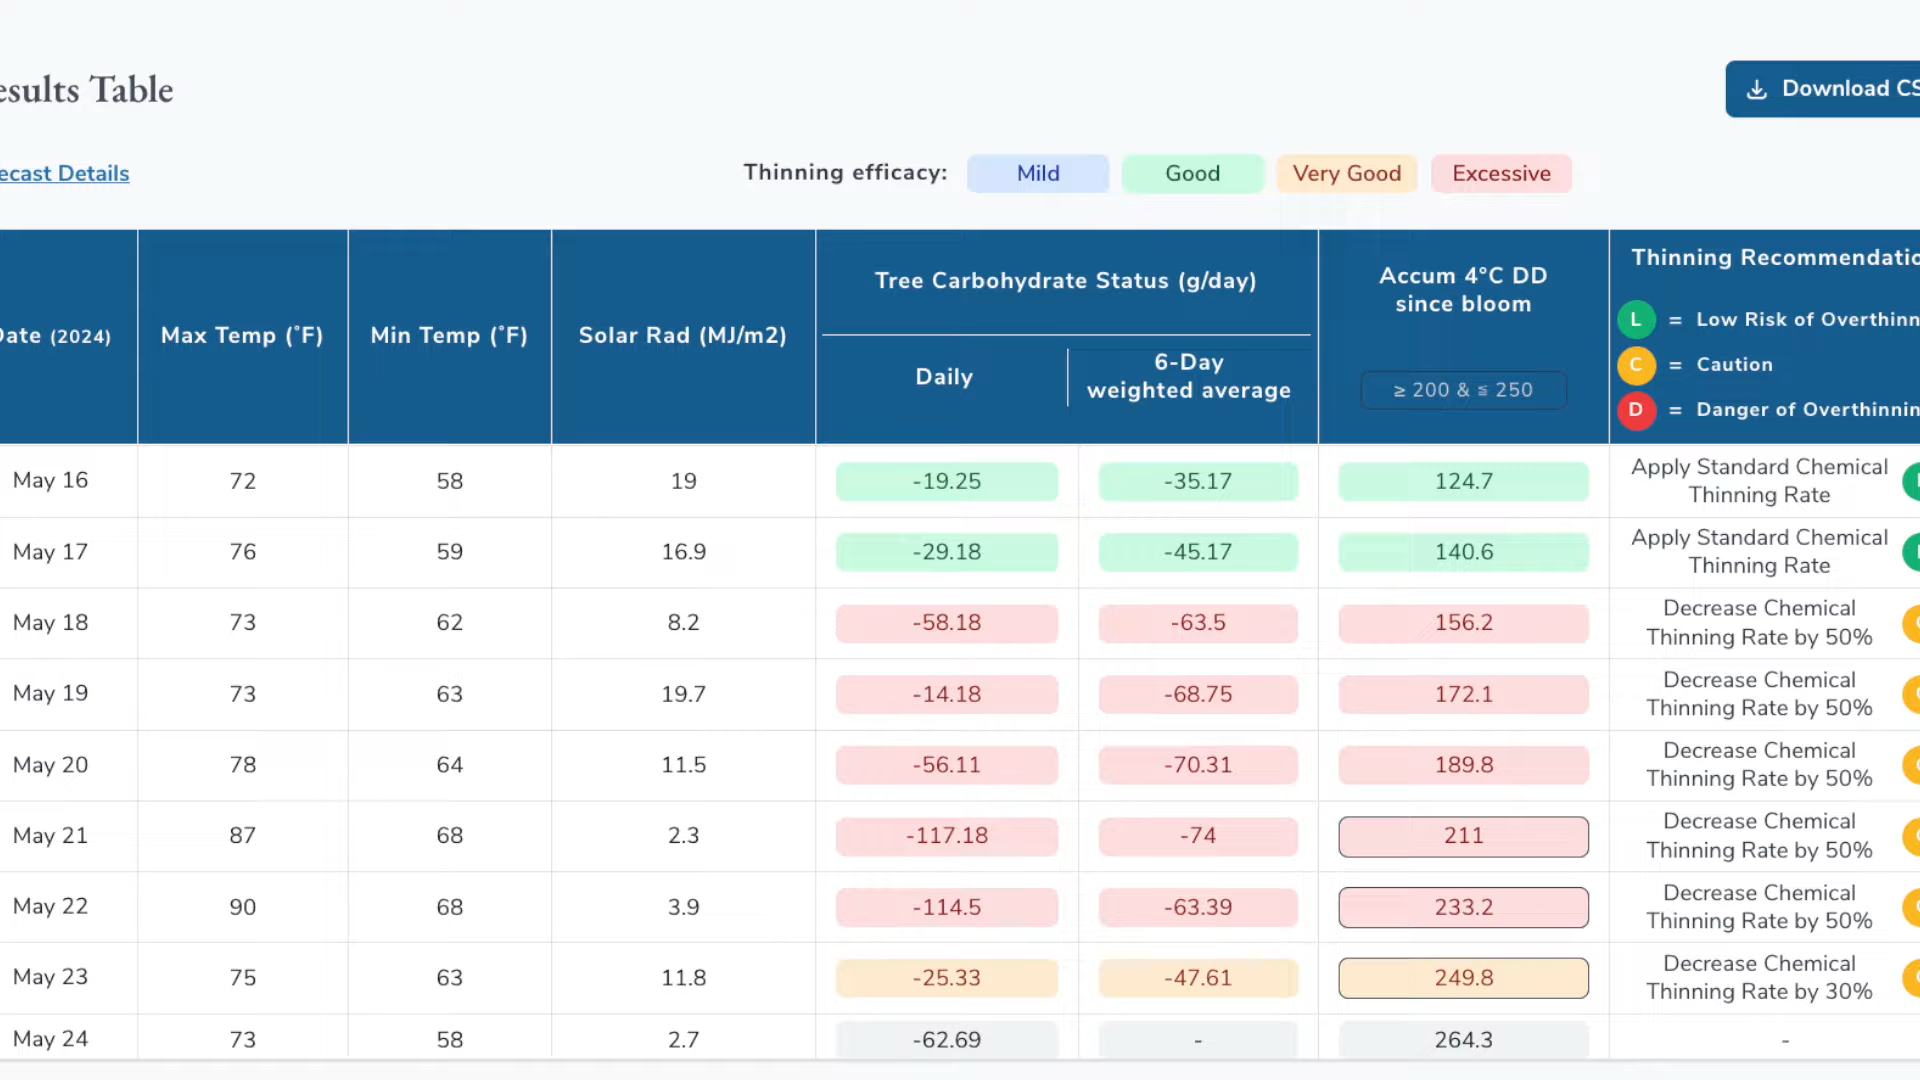 esults Table
Download CS
ecast Details
Thinning efficacy: Mild Good Very Good Excessive
Date (2024)
Max Temp (°F)
Min Temp (°F)
Solar Rad (MJ/m2)
Tree Carbohydrate Status (g/day)
Daily
6-Day
weighted average
Accum 4°C DD
since bloom
≥ 200 & ≤ 250
Thinning Recommendatio
L = Low Risk of Overthinn
C = Caution
D = Danger of Overthinnin
May 16 72 58 19 -19.25 -35.17 124.7 Apply Standard Chemical
Thinning Rate
May 17 76 59 16.9 -29.18 -45.17 140.6 Apply Standard Chemical
Thinning Rate
May 18 73 62 8.2 -58.18 -63.5 156.2 Decrease Chemical
Thinning Rate by 50%
May 19 73 63 19.7 -14.18 -68.75 172.1 Decrease Chemical
Thinning Rate by 50%
May 20 78 64 11.5 -56.11 -70.31 189.8 Decrease Chemical
Thinning Rate by 50%
May 21 87 68 2.3 -117.18 -74 211 Decrease Chemical
Thinning Rate by 50%
May 22 90 68 3.9 -114.5 -63.39 233.2 Decrease Chemical
Thinning Rate by 50%
May 23 75 63 11.8 -25.33 -47.61 249.8 Decrease Chemical
Thinning Rate by 30%
May 24 73 58 2.7 -62.69 - 264.3 -